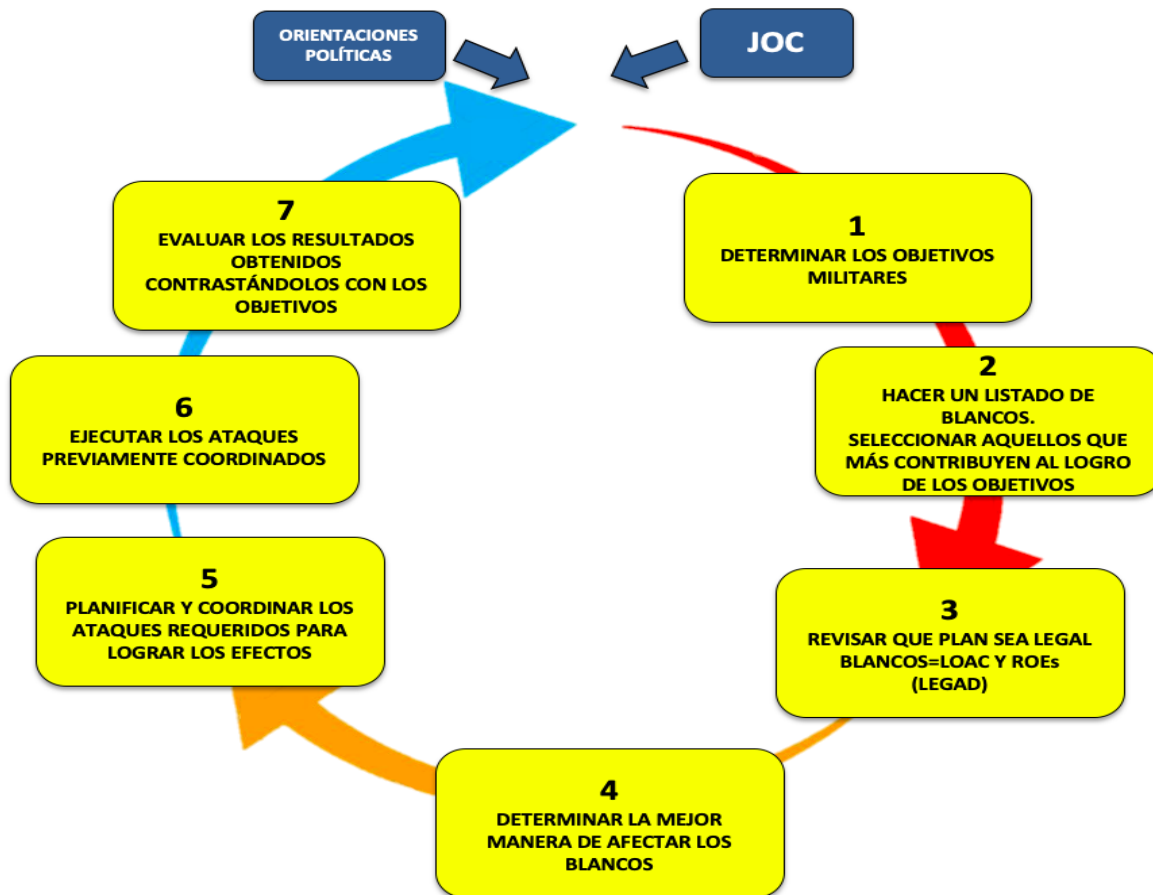 ORIENTACIONES
POLÍTICAS
JOC
1
DETERMINAR LOS OBJETIVOS
MILITARES
2
HACER UN LISTADO DE
BLANCOS.
SELECCIONAR AQUELLOS QUE
MÁS CONTRIBUYEN AL LOGRO
DE LOS OBJETIVOS
3
REVISAR QUE PLAN SEA LEGAL
BLANCOS=LOAC Y ROEs
(LEGAD)
4
DETERMINAR LA MEJOR
MANERA DE AFECTAR LOS
BLANCOS
5
PLANIFICAR Y COORDINAR LOS
ATAQUES REQUERIDOS PARA
LOGRAR LOS EFECTOS
6
EJECUTAR LOS ATAQUES
PREVIAMENTE COORDINADOS
7
EVALUAR LOS RESULTADOS
OBTENIDOS
CONTRASTÁNDOLOS CON LOS
OBJETIVOS